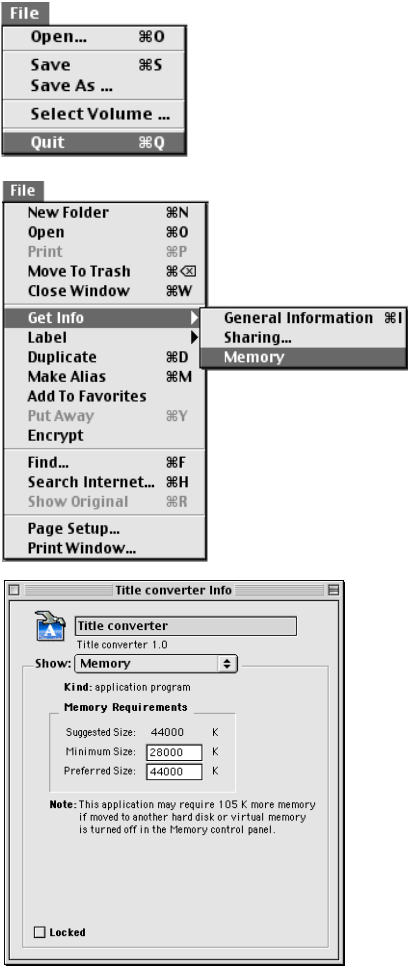 File
Open... ⌘O
Save ⌘S
Save As ...
Select Volume ...
Quit ⌘Q
File
New Folder ⌘N
Open ⌘O
Print ⌘P
Move To Trash ⌘⌫
Close Window ⌘W
Get Info
General Information ⌘I
Label
Sharing...
Duplicate ⌘D
Memory
Make Alias ⌘M
Add To Favorites
Put Away ⌘Y
Encrypt
Find... ⌘F
Search Internet... ⌘H
Show Original ⌘R
Page Setup...
Print Window...
Title converter Info
Title converter
Title converter 1.0
Show: Memory
Kind: application program
Memory Requirements
Suggested Size: 44000 K
Minimum Size: 28000 K
Preferred Size: 44000 K
Note: This application may require 105 K more memory
if moved to another hard disk or virtual memory
is turned off in the Memory control panel.
Locked